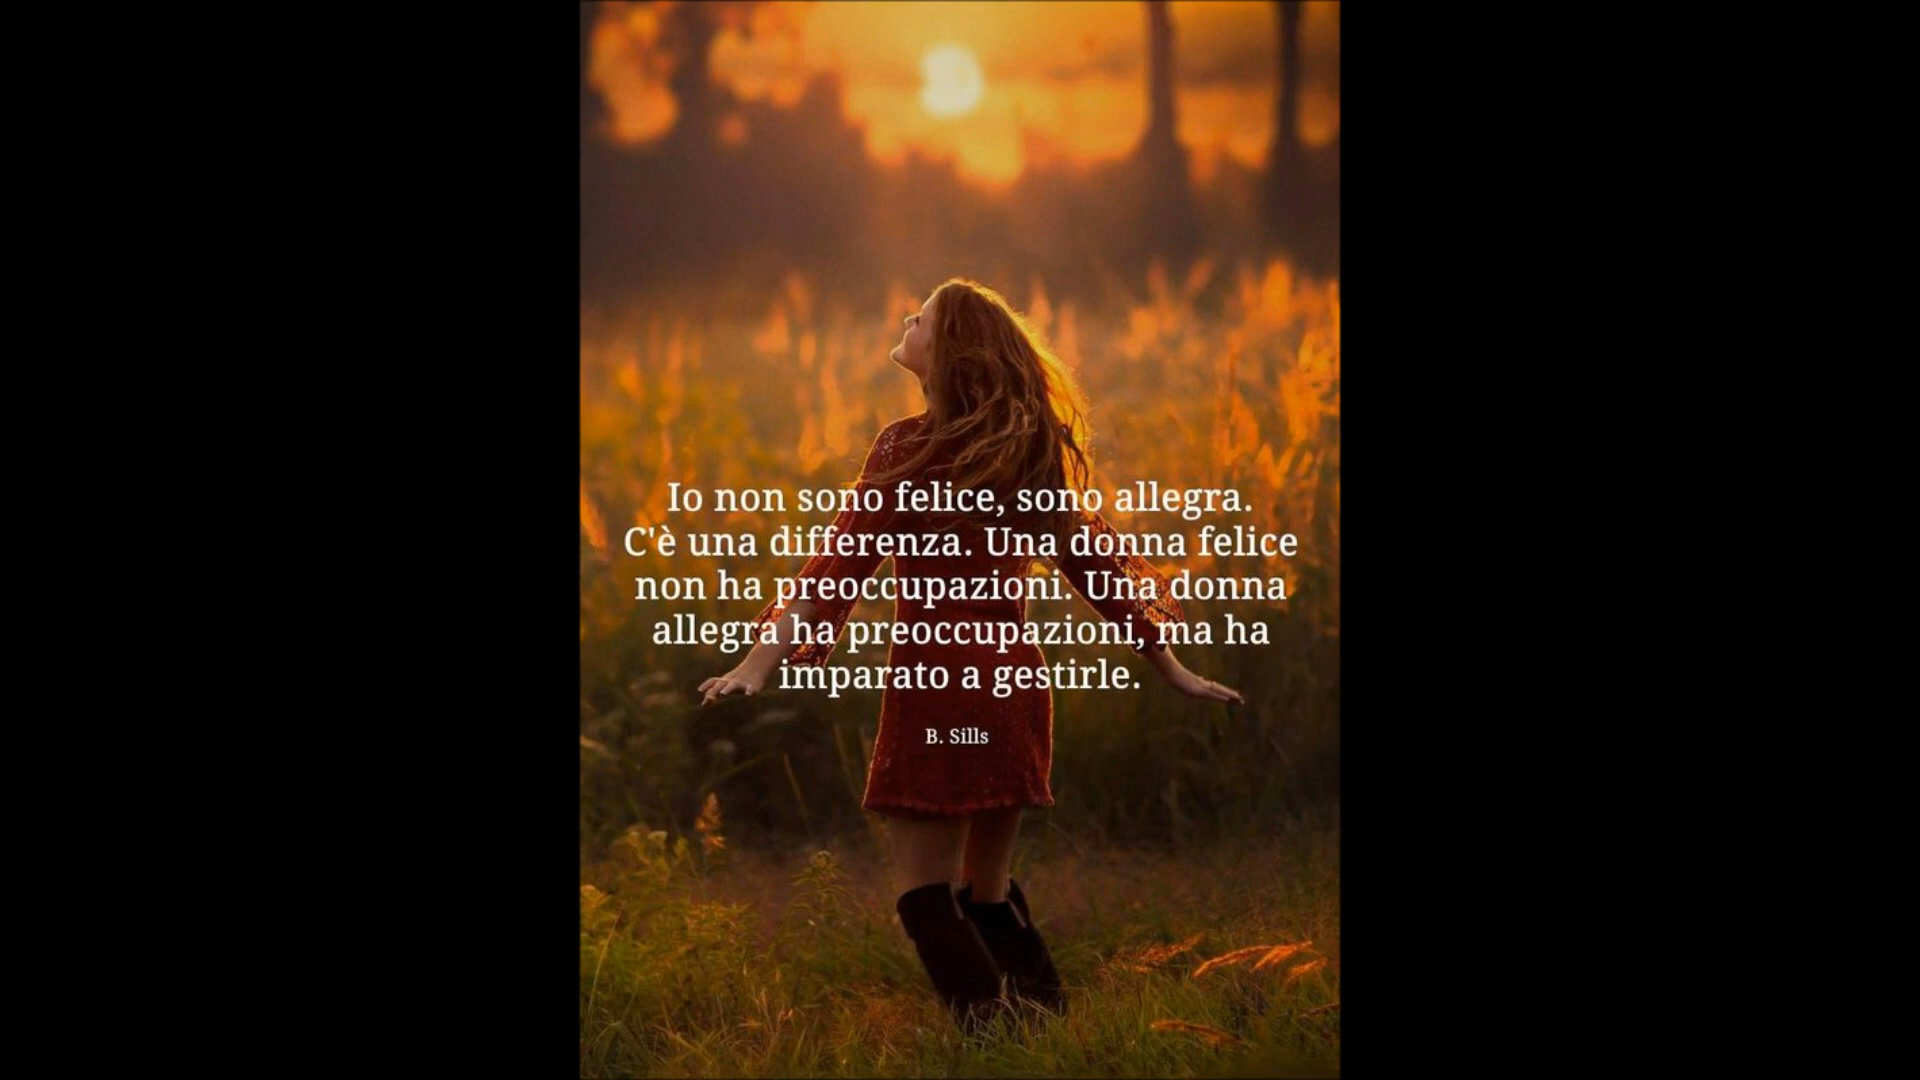 Io non sono felice, sono allegra.
C'è una differenza. Una donna felice
non ha preoccupazioni. Una donna
allegra ha preoccupazioni, ma ha
imparato a gestirle.
B. Sills